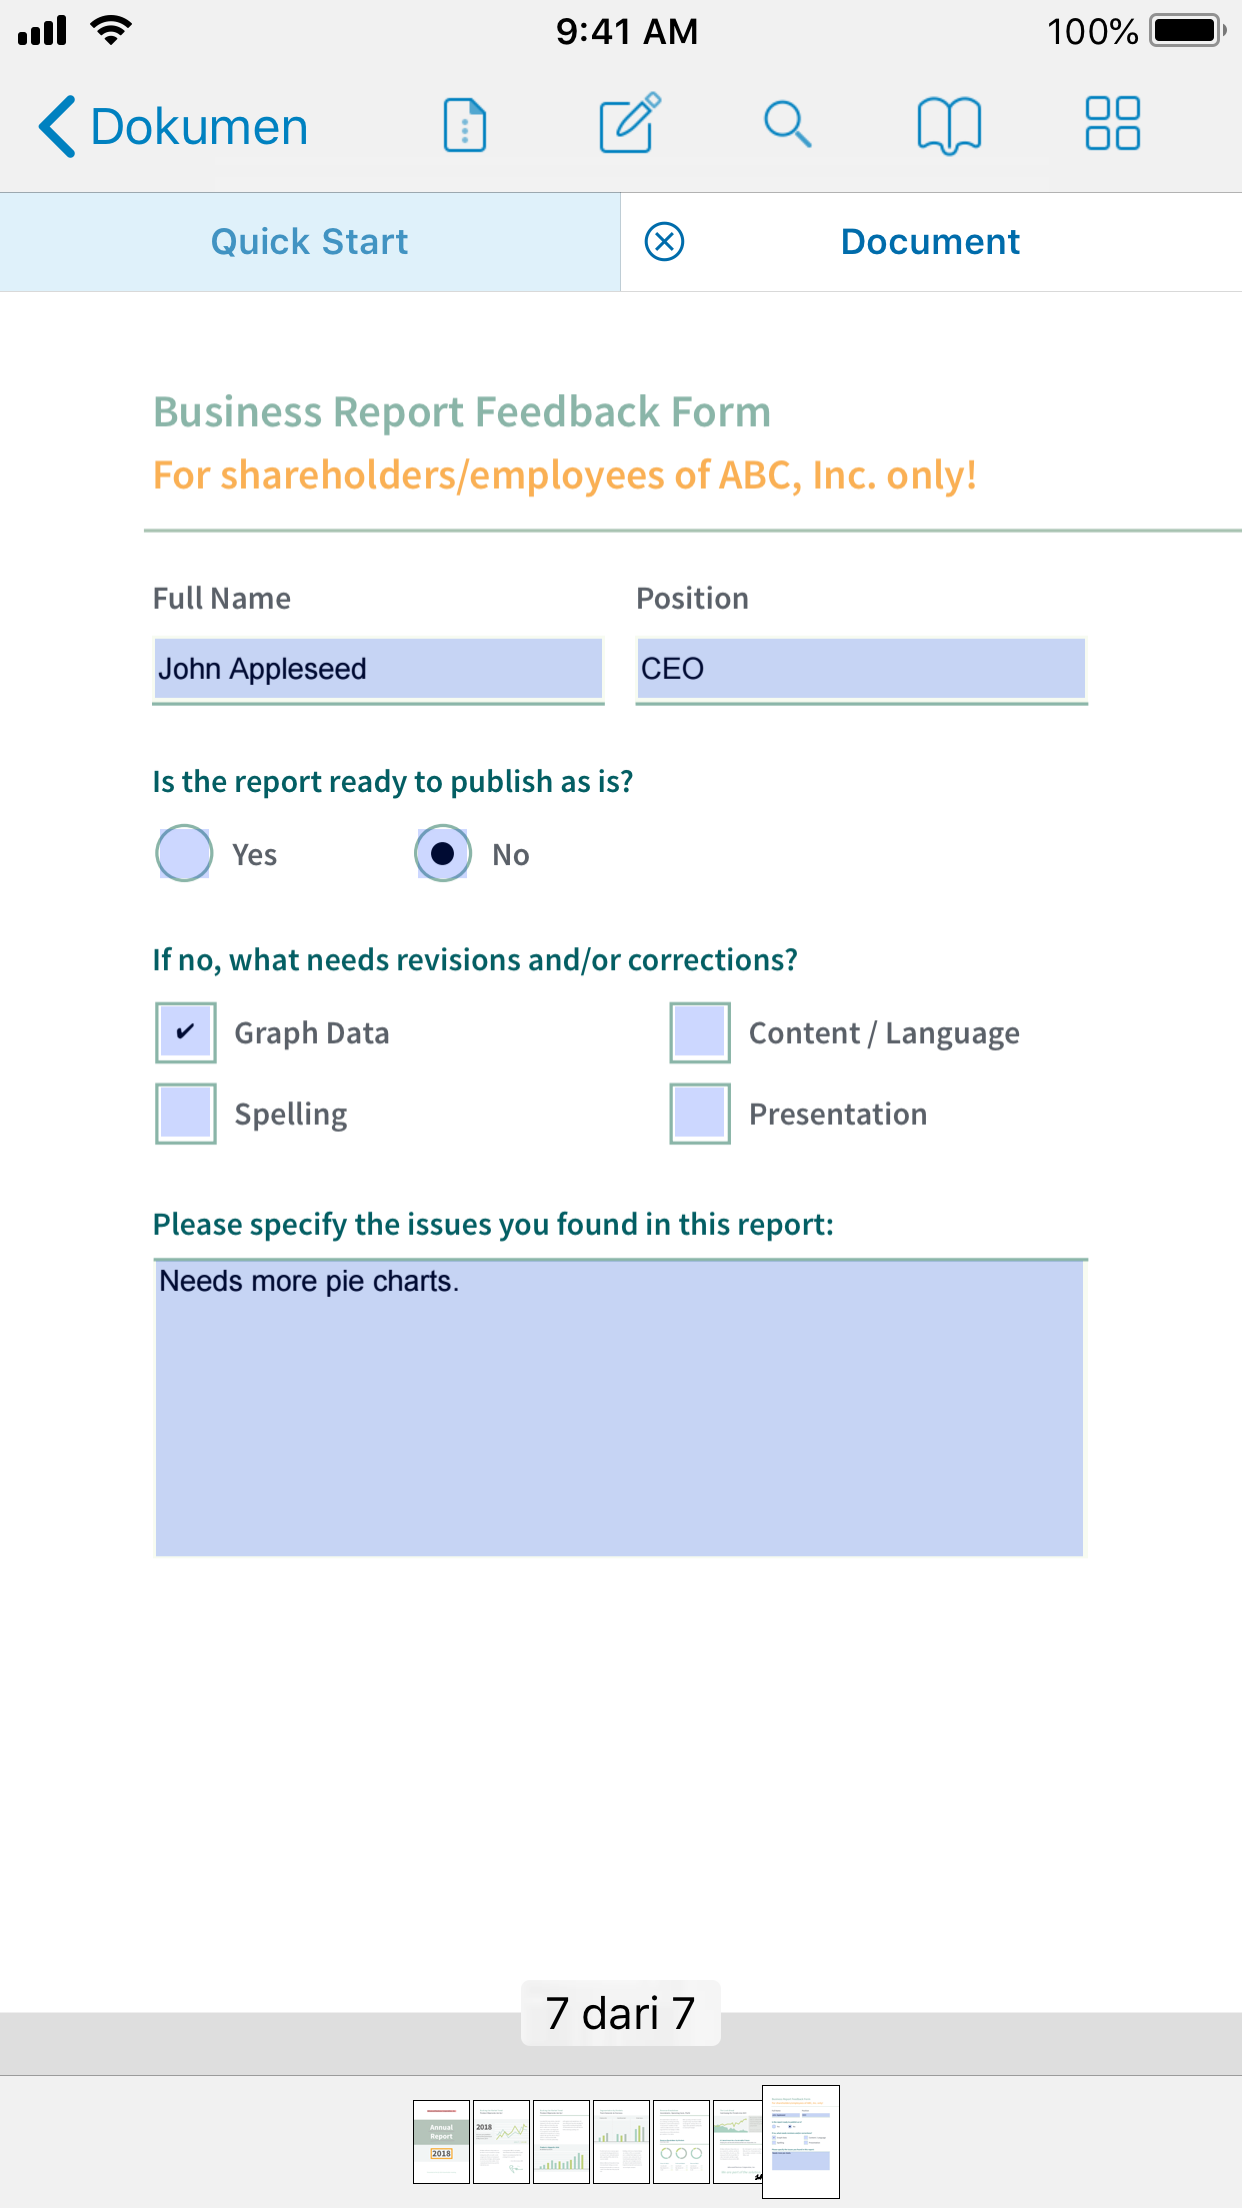 9:41 AM
100%
Dokumen
Quick Start
Document
Business Report Feedback Form
For shareholders/employees of ABC, Inc. only!
Full Name
Position
John Appleseed
CEO
Is the report ready to publish as is?
Yes
No
If no, what needs revisions and/or corrections?
Graph Data
Content / Language
Spelling
Presentation
Please specify the issues you found in this report:
Needs more pie charts.
7 dari 7
Annual
Report
2018
2018